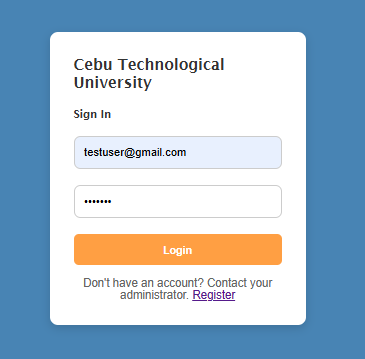 Cebu Technological
University
Sign In
testuser@gmail.com
•••••••
Login
Don't have an account? Contact your
administrator. Register